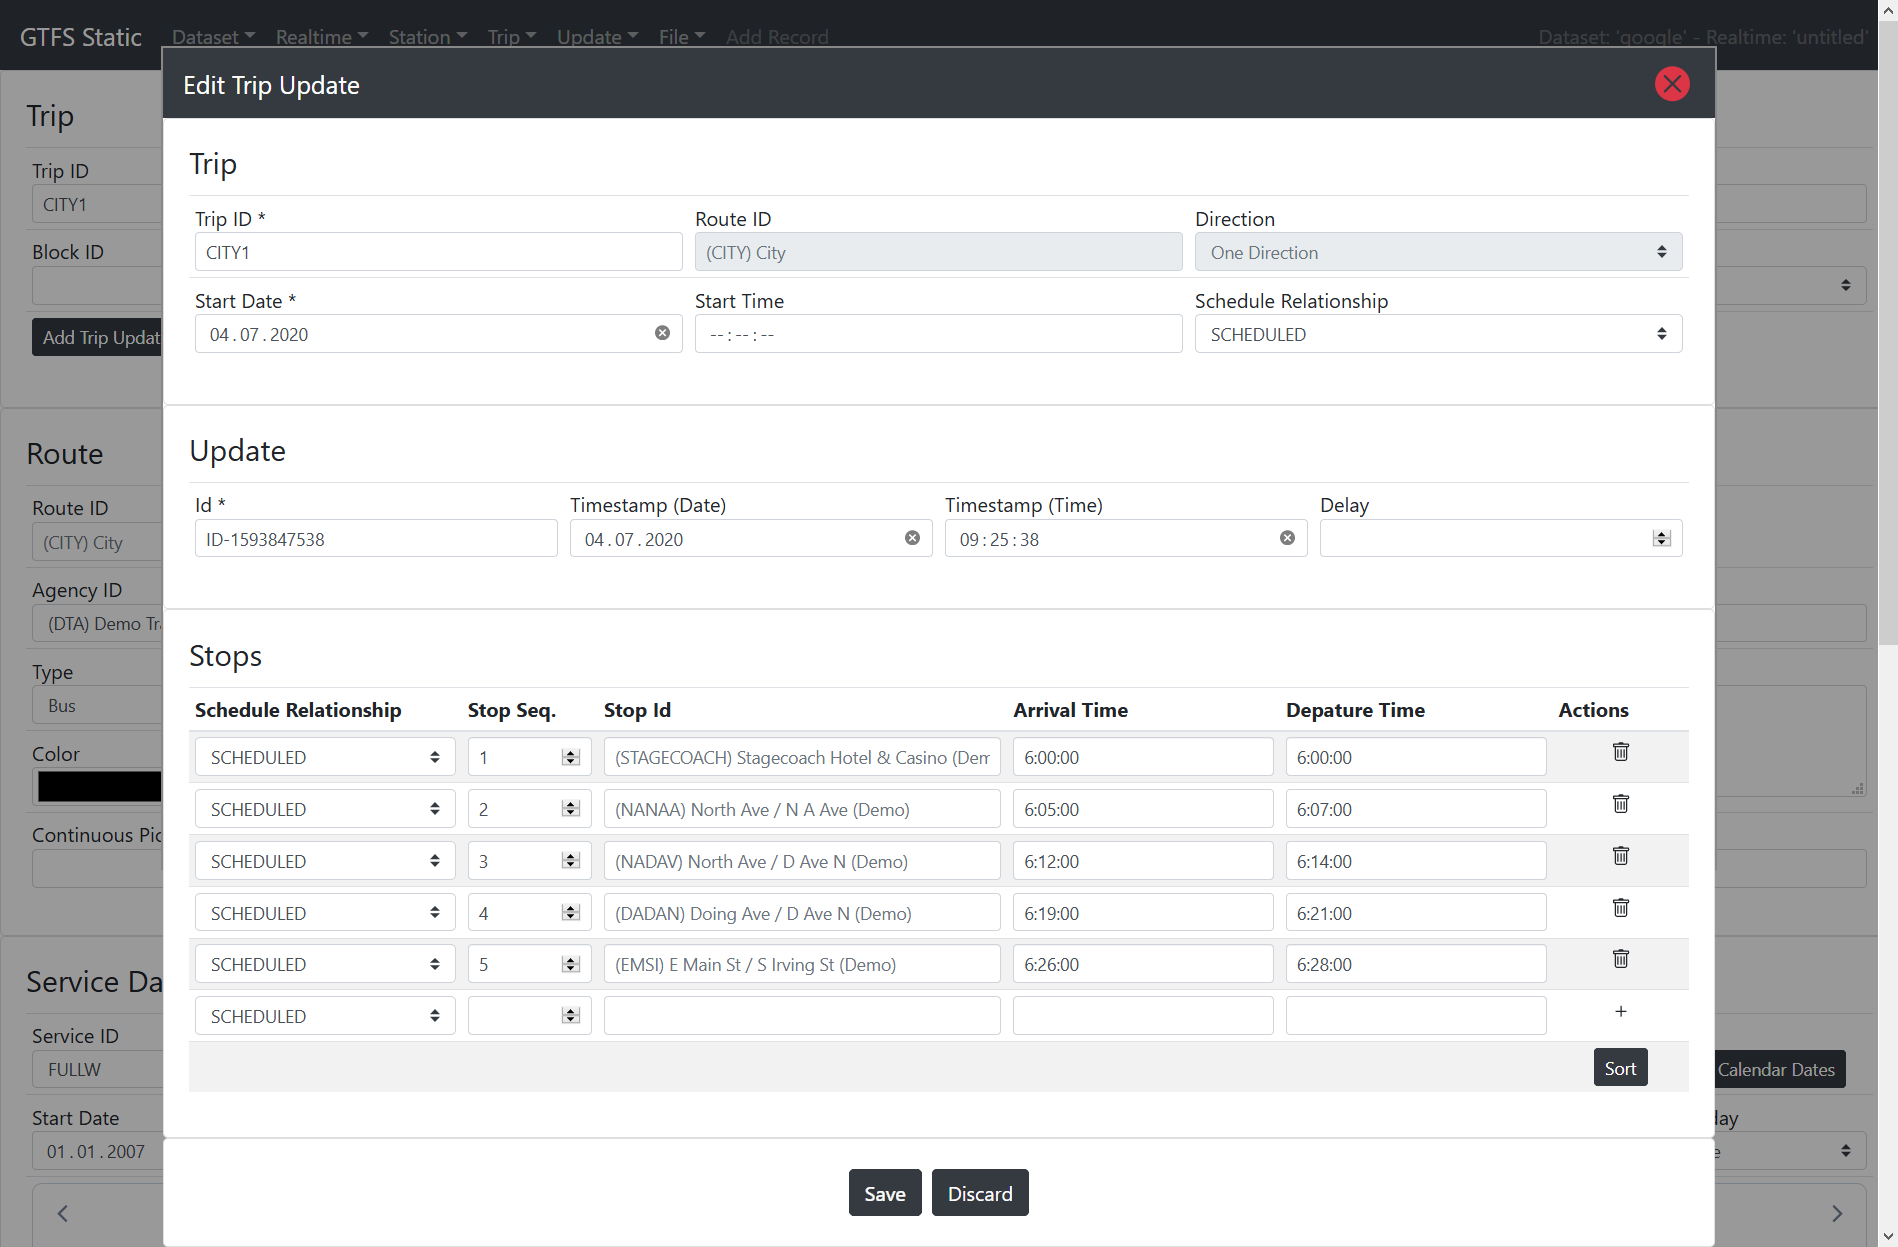 GTFS Static Dataset Realtime Station Trip Update File Add Record Dataset: 'google' - Realtime: 'untitled'
Edit Trip Update
Trip
Trip ID
CITY1
Block ID
Add Trip Updat
Route
Route ID
(CITY) City
Agency ID
(DTA) Demo Tra
Type
Bus
Color
Continuous Pic
Service Da
Service ID
FULLW
Start Date
01.01.2007
Trip
Trip ID * Route ID Direction
CITY1 (CITY) City One Direction
Start Date * Start Time Schedule Relationship
04.07.2020 --:--:-- SCHEDULED
Update
Id * Timestamp (Date) Timestamp (Time) Delay
ID-1593847538 04.07.2020 09:25:38
Stops
Schedule Relationship Stop Seq. Stop Id Arrival Time Depature Time Actions
SCHEDULED 1 (STAGECOACH) Stagecoach Hotel & Casino (Dem 6:00:00 6:00:00
SCHEDULED 2 (NANAA) North Ave / N A Ave (Demo) 6:05:00 6:07:00
SCHEDULED 3 (NADAV) North Ave / D Ave N (Demo) 6:12:00 6:14:00
SCHEDULED 4 (DADAN) Doing Ave / D Ave N (Demo) 6:19:00 6:21:00
SCHEDULED 5 (EMSI) E Main St / S Irving St (Demo) 6:26:00 6:28:00
SCHEDULED +
Sort
Save Discard
Calendar Dates
day